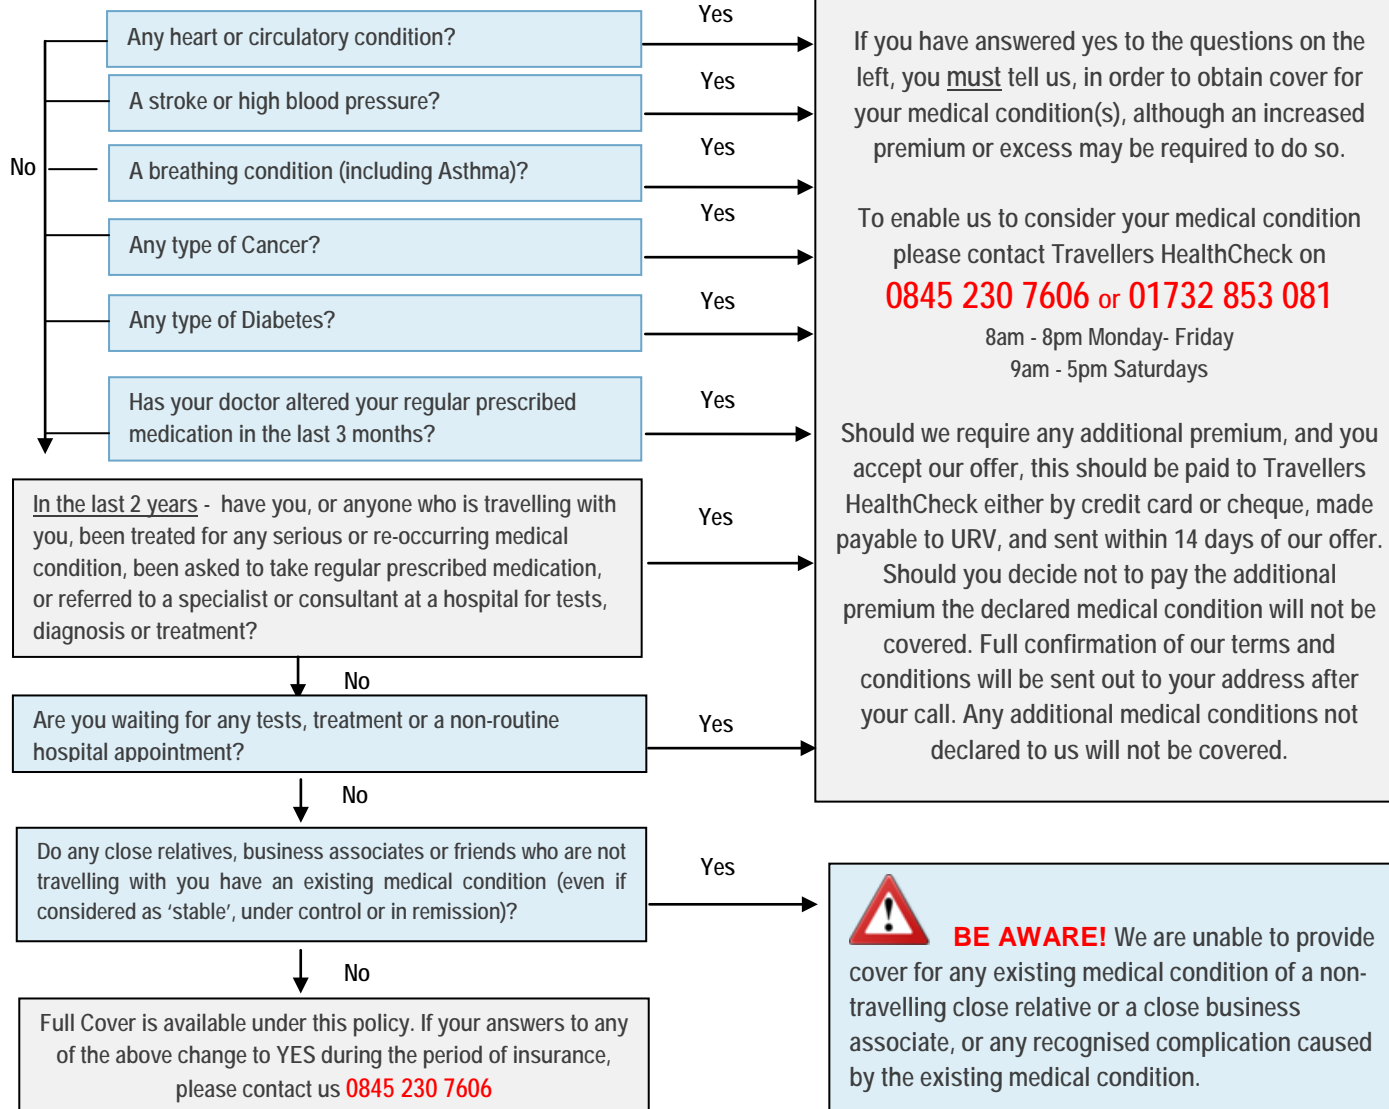 Yes
Any heart or circulatory condition?
Yes
A stroke or high blood pressure?
Yes
No
A breathing condition (including Asthma)?
Yes
Any type of Cancer?
Yes
Any type of Diabetes?
Yes
Has your doctor altered your regular prescribed
medication in the last 3 months?
In the last 2 years - have you, or anyone who is travelling with
you, been treated for any serious or re-occurring medical
condition, been asked to take regular prescribed medication,
or referred to a specialist or consultant at a hospital for tests,
diagnosis or treatment?
Yes
No
Are you waiting for any tests, treatment or a non-routine
hospital appointment?
Yes
No
Do any close relatives, business associates or friends who are not
travelling with you have an existing medical condition (even if
considered as ‘stable’, under control or in remission)?
Yes
No
Full Cover is available under this policy. If your answers to any
of the above change to YES during the period of insurance,
please contact us 0845 230 7606
If you have answered yes to the questions on the
left, you must tell us, in order to obtain cover for
your medical condition(s), although an increased
premium or excess may be required to do so.
To enable us to consider your medical condition
please contact Travellers HealthCheck on
0845 230 7606 or 01732 853 081
8am - 8pm Monday- Friday
9am - 5pm Saturdays
Should we require any additional premium, and you
accept our offer, this should be paid to Travellers
HealthCheck either by credit card or cheque, made
payable to URV, and sent within 14 days of our offer.
Should you decide not to pay the additional
premium the declared medical condition will not be
covered. Full confirmation of our terms and
conditions will be sent out to your address after
your call. Any additional medical conditions not
declared to us will not be covered.
BE AWARE! We are unable to provide
cover for any existing medical condition of a non-
travelling close relative or a close business
associate, or any recognised complication caused
by the existing medical condition.